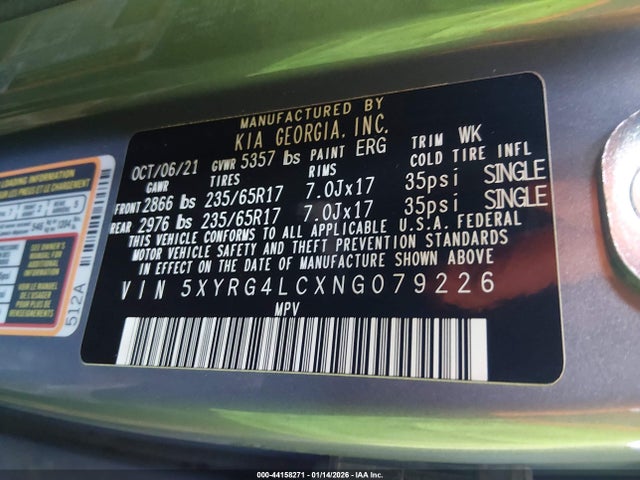 MANUFACTURED BY
KIA GEORGIA, INC.
OCT/06/21 GVWR 5357 lbs PAINT ERG TRIM WK
GAWR TIRES RIMS COLD TIRE INFL
FRONT 2866 lbs 235/65R17 7.0Jx17 35psi SINGLE
REAR 2976 lbs 235/65R17 7.0Jx17 35psi SINGLE
THIS VEHICLE CONFORMS TO ALL APPLICABLE U.S.A. FEDERAL
MOTOR VEHICLE SAFETY AND THEFT PREVENTION STANDARDS
IN EFFECT ON THE DATE OF MANUFACTURE SHOWN ABOVE.
VIN 5XYRG4LCXNG079226
MPV
LOADING INFORMATION
512A
000-44158271 - 01/14/2026 - IAA Inc.